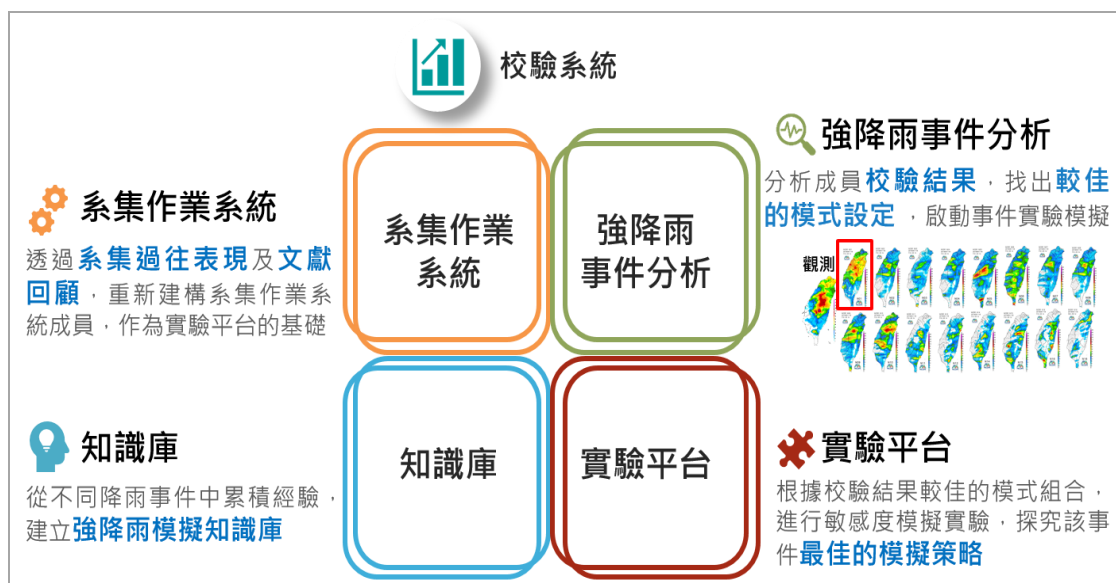 校驗系統
系集作業系統
透過系集過往表現及文獻
回顧，重新建構系集作業系
統成員，作為實驗平台的基礎
系集作業
系統
強降雨
事件分析
強降雨事件分析
分析成員校驗結果，找出較佳
的模式設定，啟動事件實驗模擬
觀測
知識庫
從不同降雨事件中累積經驗，
建立強降雨模擬知識庫
知識庫
實驗平台
實驗平台
根據校驗結果較佳的模式組合，
進行敏感度模擬實驗，探究該事
件最佳的模擬策略